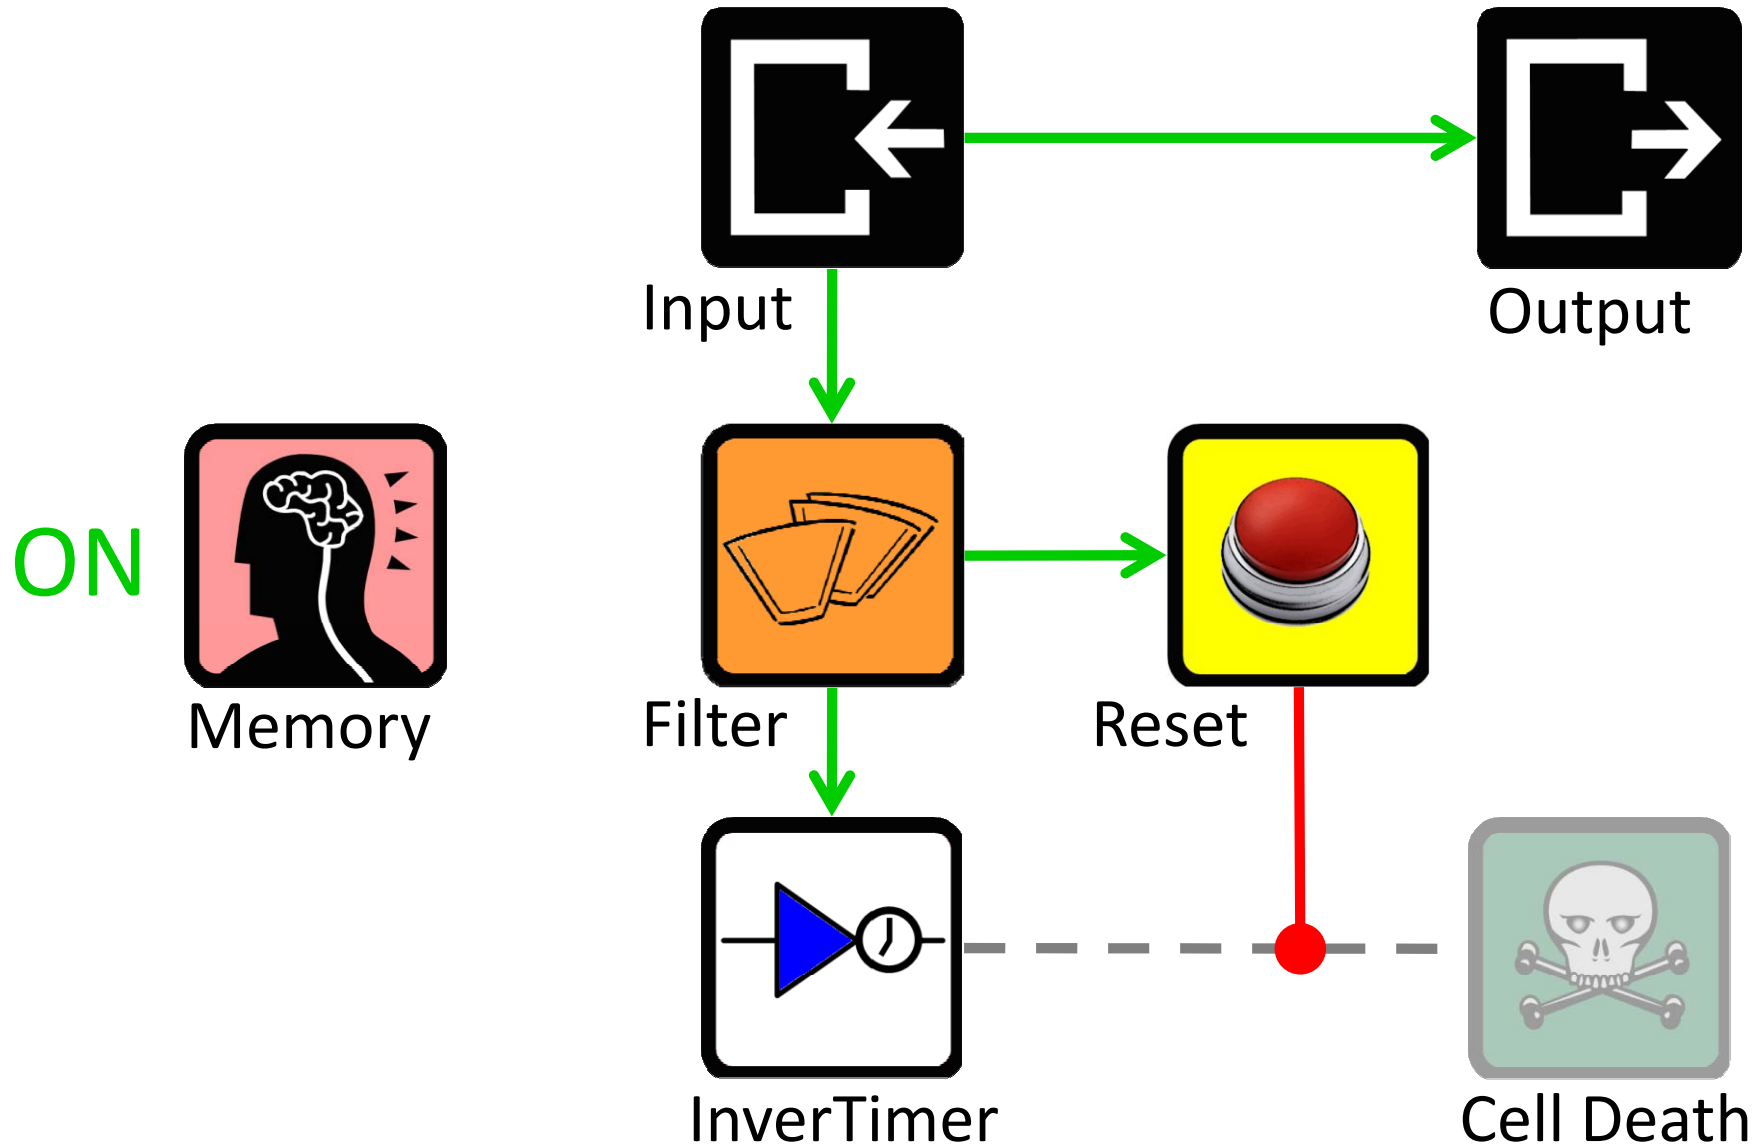 Input
Output
ON
Memory
Filter
Reset
InverTimer
Cell Death